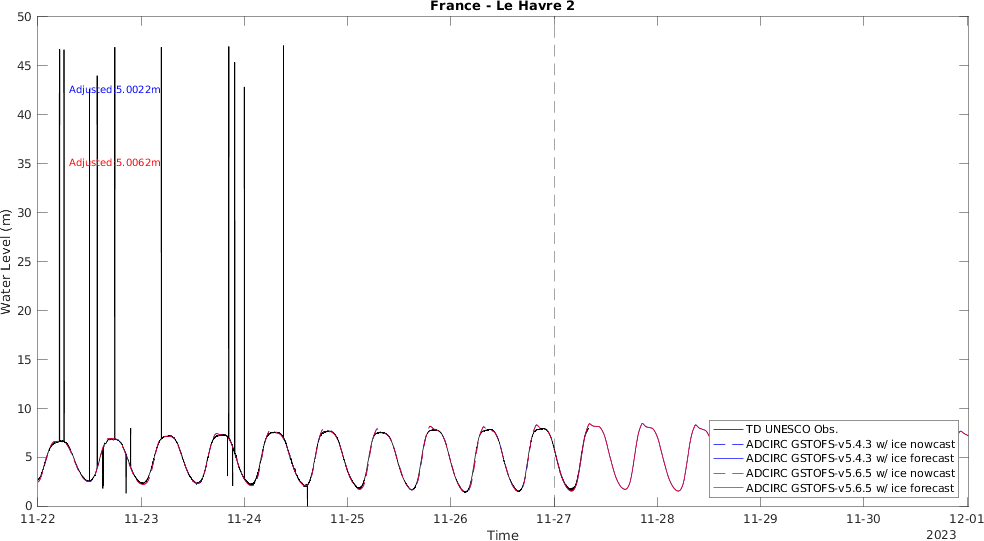 France - Le Havre 2
50
45
40
35
30
25
20
15
10
5
0
Water Level (m)
Adjusted 5.0022m
Adjusted 5.0062m
TD UNESCO Obs.
ADCIRC GSTOFS-v5.4.3 w/ ice nowcast
ADCIRC GSTOFS-v5.4.3 w/ ice forecast
ADCIRC GSTOFS-v5.6.5 w/ ice nowcast
ADCIRC GSTOFS-v5.6.5 w/ ice forecast
11-22 11-23 11-24 11-25 11-26 11-27 11-28 11-29 11-30 12-01
Time
2023